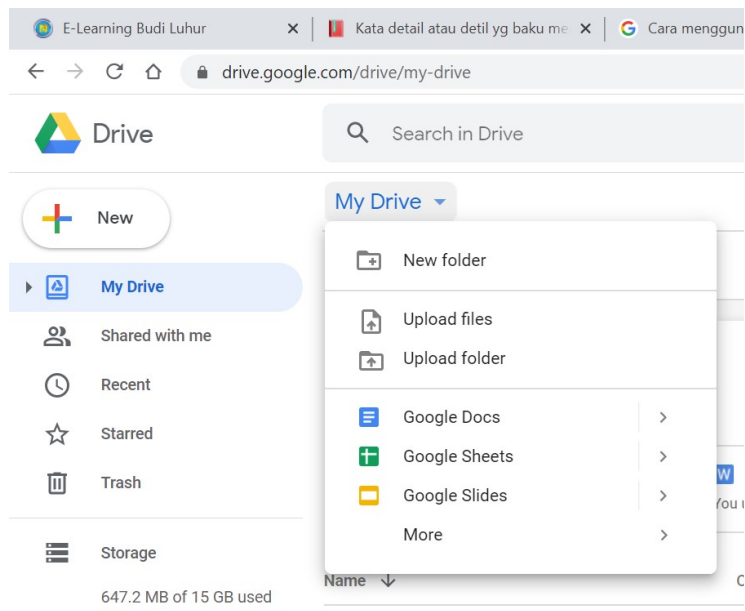 E-Learning Budi Luhur
Kata detail atau detil yg baku me
Cara menggun
drive.google.com/drive/my-drive
Drive
Search in Drive
New
My Drive
New folder
My Drive
Upload files
Shared with me
Upload folder
Recent
Google Docs
Starred
Google Sheets
Trash
Google Slides
W
You u
More
Storage
Name
647.2 MB of 15 GB used